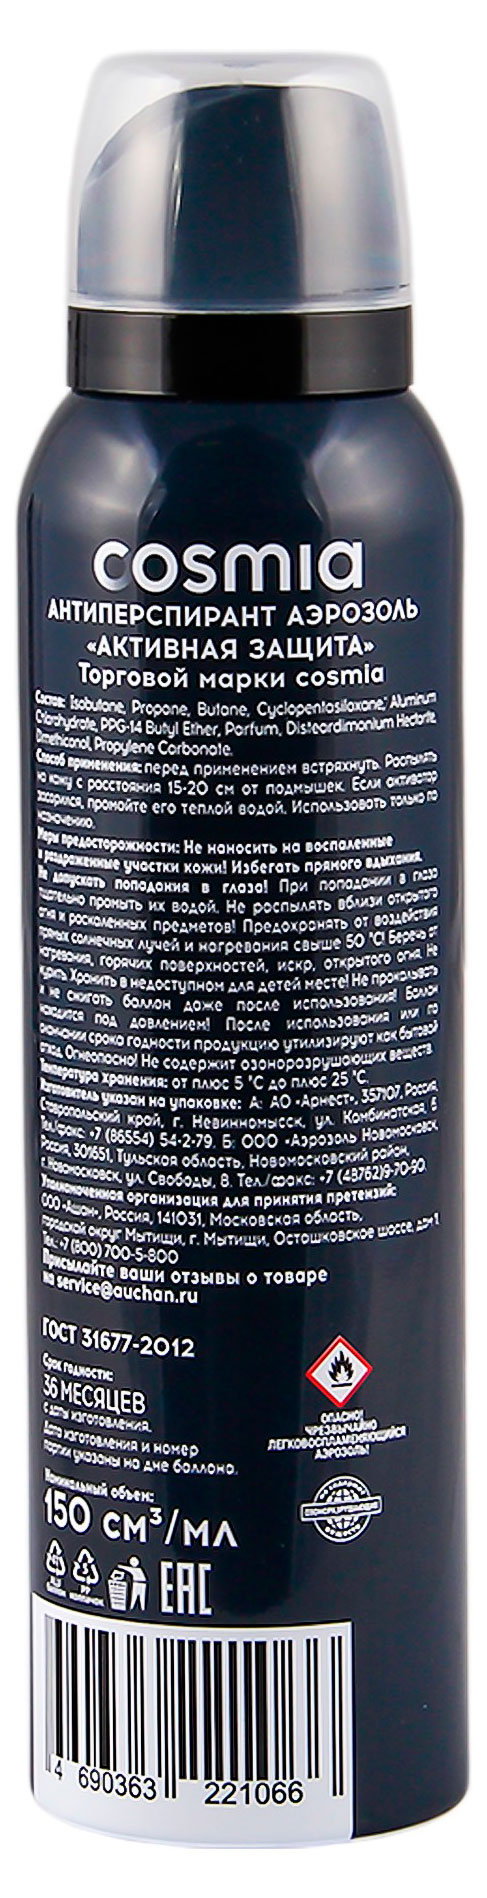 cosmia
АНТИПЕРСПИРАНТ АЭРОЗОЛЬ
«АКТИВНАЯ ЗАЩИТА»
Торговой марки cosmia
Состав: Isobutane, Propane, Butane, Cyclopentasiloxane, Aluminum
Chlorohydrate, PPG-14 Butyl Ether, Parfum, Disteardimonium Hectorite,
Dimethiconol, Propylene Carbonate.
Способ применения: перед применением встряхнуть. Распылять
на кожу с расстояния 15-20 см от подмышек. Если активатор
засорился, промойте его теплой водой. Использовать только по
назначению.
Меры предосторожности: Не наносить на воспаленные
и раздраженные участки кожи! Избегать прямого вдыхания.
Не допускать попадания в глаза! При попадании в глаза
тщательно промыть их водой. Не распылять вблизи открытого
огня и раскаленных предметов! Предохранять от воздействия
прямых солнечных лучей и нагревания свыше 50 °С! Беречь от
нагревания, горячих поверхностей, искр, открытого огня. Не
курить. Хранить в недоступном для детей месте! Не прокалывать
и не сжигать баллон даже после использования! Баллон
находится под давлением! После использования или по
окончании срока годности продукцию утилизируют как бытовой
отход. Огнеопасно! Не содержит озоноразрушающих веществ.
Температура хранения: от плюс 5 °С до плюс 25 °С.
Изготовитель указан на упаковке: А: АО «Арнест», 357107, Россия,
Ставропольский край, г. Невинномысск, ул. Комбинатская, 6.
Тел./факс: +7 (86554) 54-2-79, Б: ООО «Аэрозоль Новомосковск»,
Россия, 301651, Тульская область, Новомосковский район,
г. Новомосковск, ул. Свободы, 8. Тел./факс: +7 (48762)9-70-90.
Уполномоченная организация для принятия претензий:
ООО «Ашан», Россия, 141031, Московская область,
городской округ Мытищи, г. Мытищи, Осташковское шоссе,
Тел.: +7 (800) 700-5-800
Присылайте ваши отзывы о товаре
на service@auchan.ru
ГОСТ 31677-2012
Срок годности:
36 МЕСЯЦЕВ
с даты изготовления.
Дата изготовления и номер
партии указаны на дне баллона.
ОПАСНО!
ЧРЕЗВЫЧАЙНО
ЛЕГКОВОСПЛАМЕНЯЮЩИЙСЯ
АЭРОЗОЛЬ!
Номинальный объем:
150 см³/мл
EAC
4 690363 221066